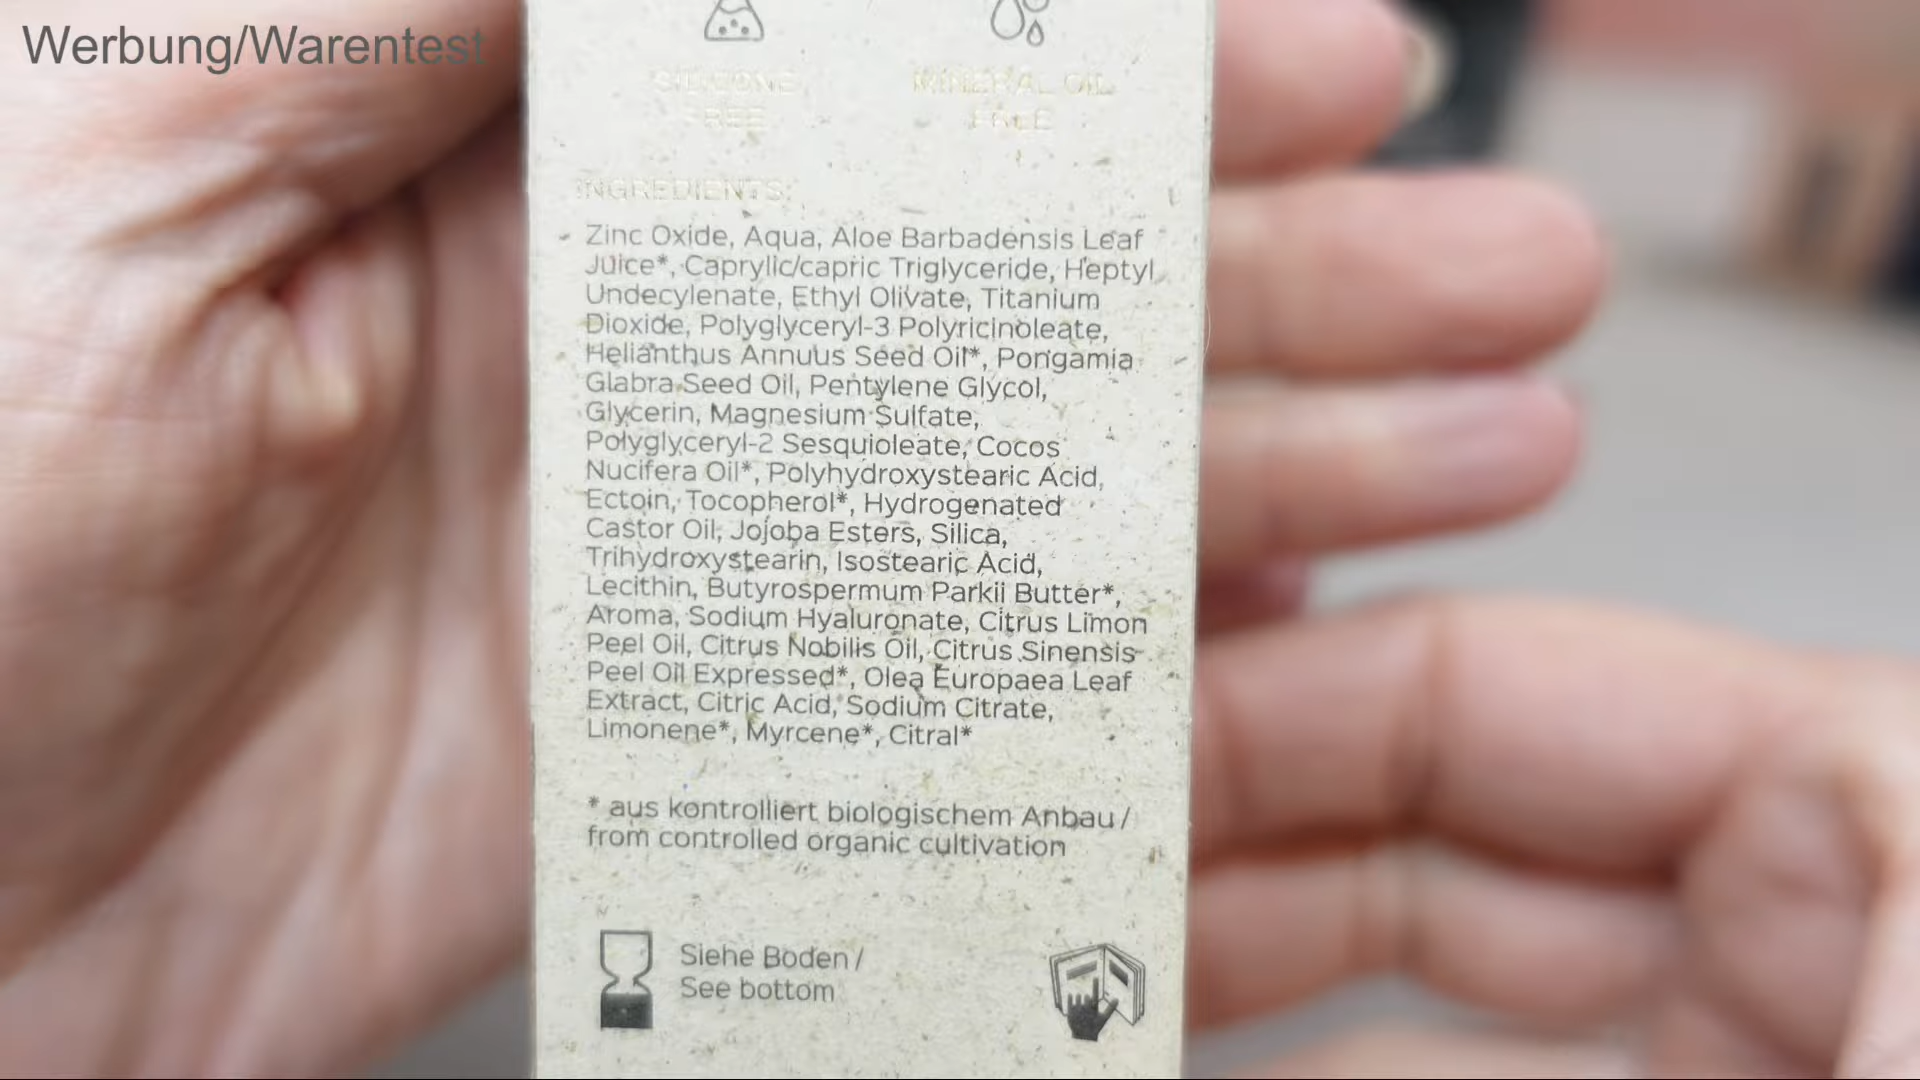 Werbung/Warentest
SILICONE
FREE
MINERAL OIL
FREE
INGREDIENTS:
Zinc Oxide, Aqua, Aloe Barbadensis Leaf
Juice*, Caprylic/capric Triglyceride, Heptyl
Undecylenate, Ethyl Olivate, Titanium
Dioxide, Polyglyceryl-3 Polyricinoleate,
Helianthus Annuus Seed Oil*, Pongamia
Glabra Seed Oil, Pentylene Glycol,
Glycerin, Magnesium Sulfate,
Polyglyceryl-2 Sesquioleate, Cocos
Nucifera Oil*, Polyhydroxystearic Acid,
Ectoin, Tocopherol*, Hydrogenated
Castor Oil, Jojoba Esters, Silica,
Trihydroxystearin, Isostearic Acid,
Lecithin, Butyrospermum Parkii Butter*,
Aroma, Sodium Hyaluronate, Citrus Limon
Peel Oil, Citrus Nobilis Oil, Citrus Sinensis
Peel Oil Expressed*, Olea Europaea Leaf
Extract, Citric Acid, Sodium Citrate,
Limonene*, Myrcene*, Citral*
* aus kontrolliert biologischem Anbau /
from controlled organic cultivation
Siehe Boden /
See bottom